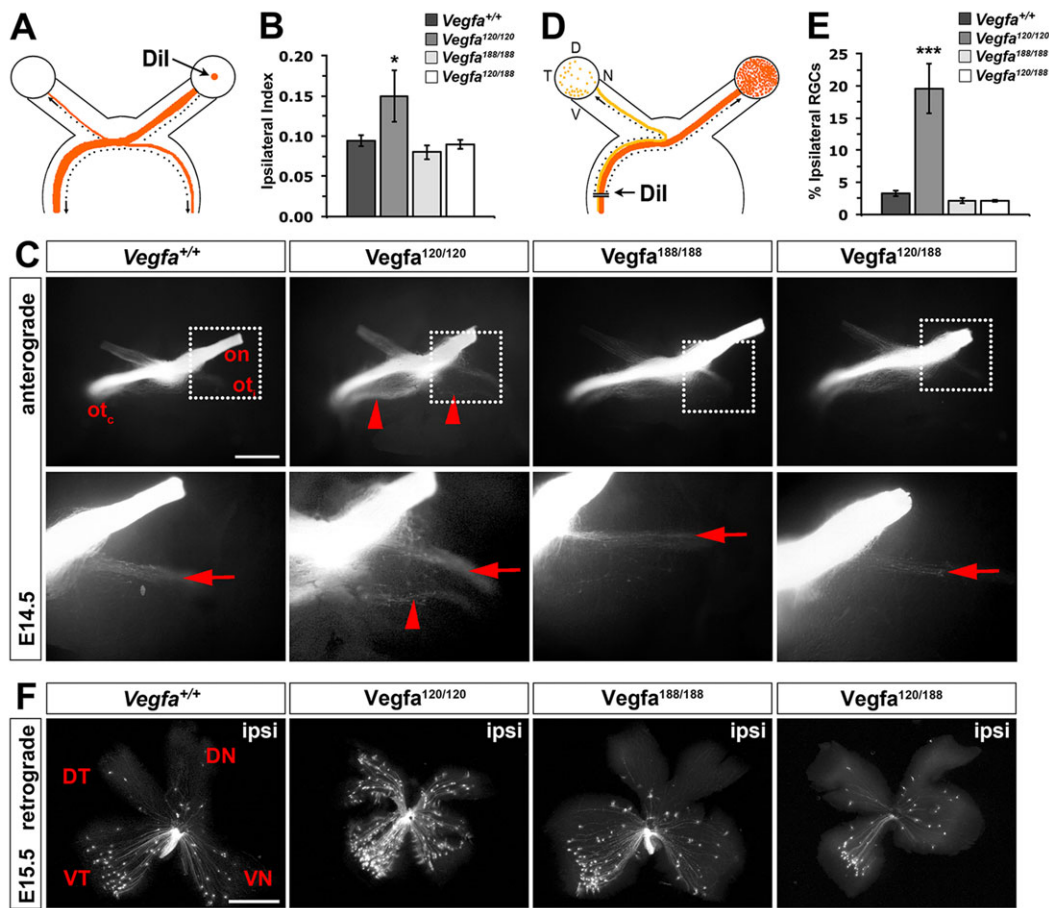 A
DiI
B
Ipsilateral Index
0.20
0.15
0.10
0.05
0.00
*
Vegfa+/+
Vegfa120/120
Vegfa188/188
Vegfa120/188
D
D
T
N
V
DiI
E
% Ipsilateral RGCs
25
20
15
10
5
0
***
Vegfa+/+
Vegfa120/120
Vegfa188/188
Vegfa120/188
C
Vegfa+/+
Vegfa120/120
Vegfa188/188
Vegfa120/188
E14.5 anterograde
on
oti
otc
F
Vegfa+/+
Vegfa120/120
Vegfa188/188
Vegfa120/188
E15.5 retrograde
ipsi
DN
DT
VT
VN
ipsi
ipsi
ipsi